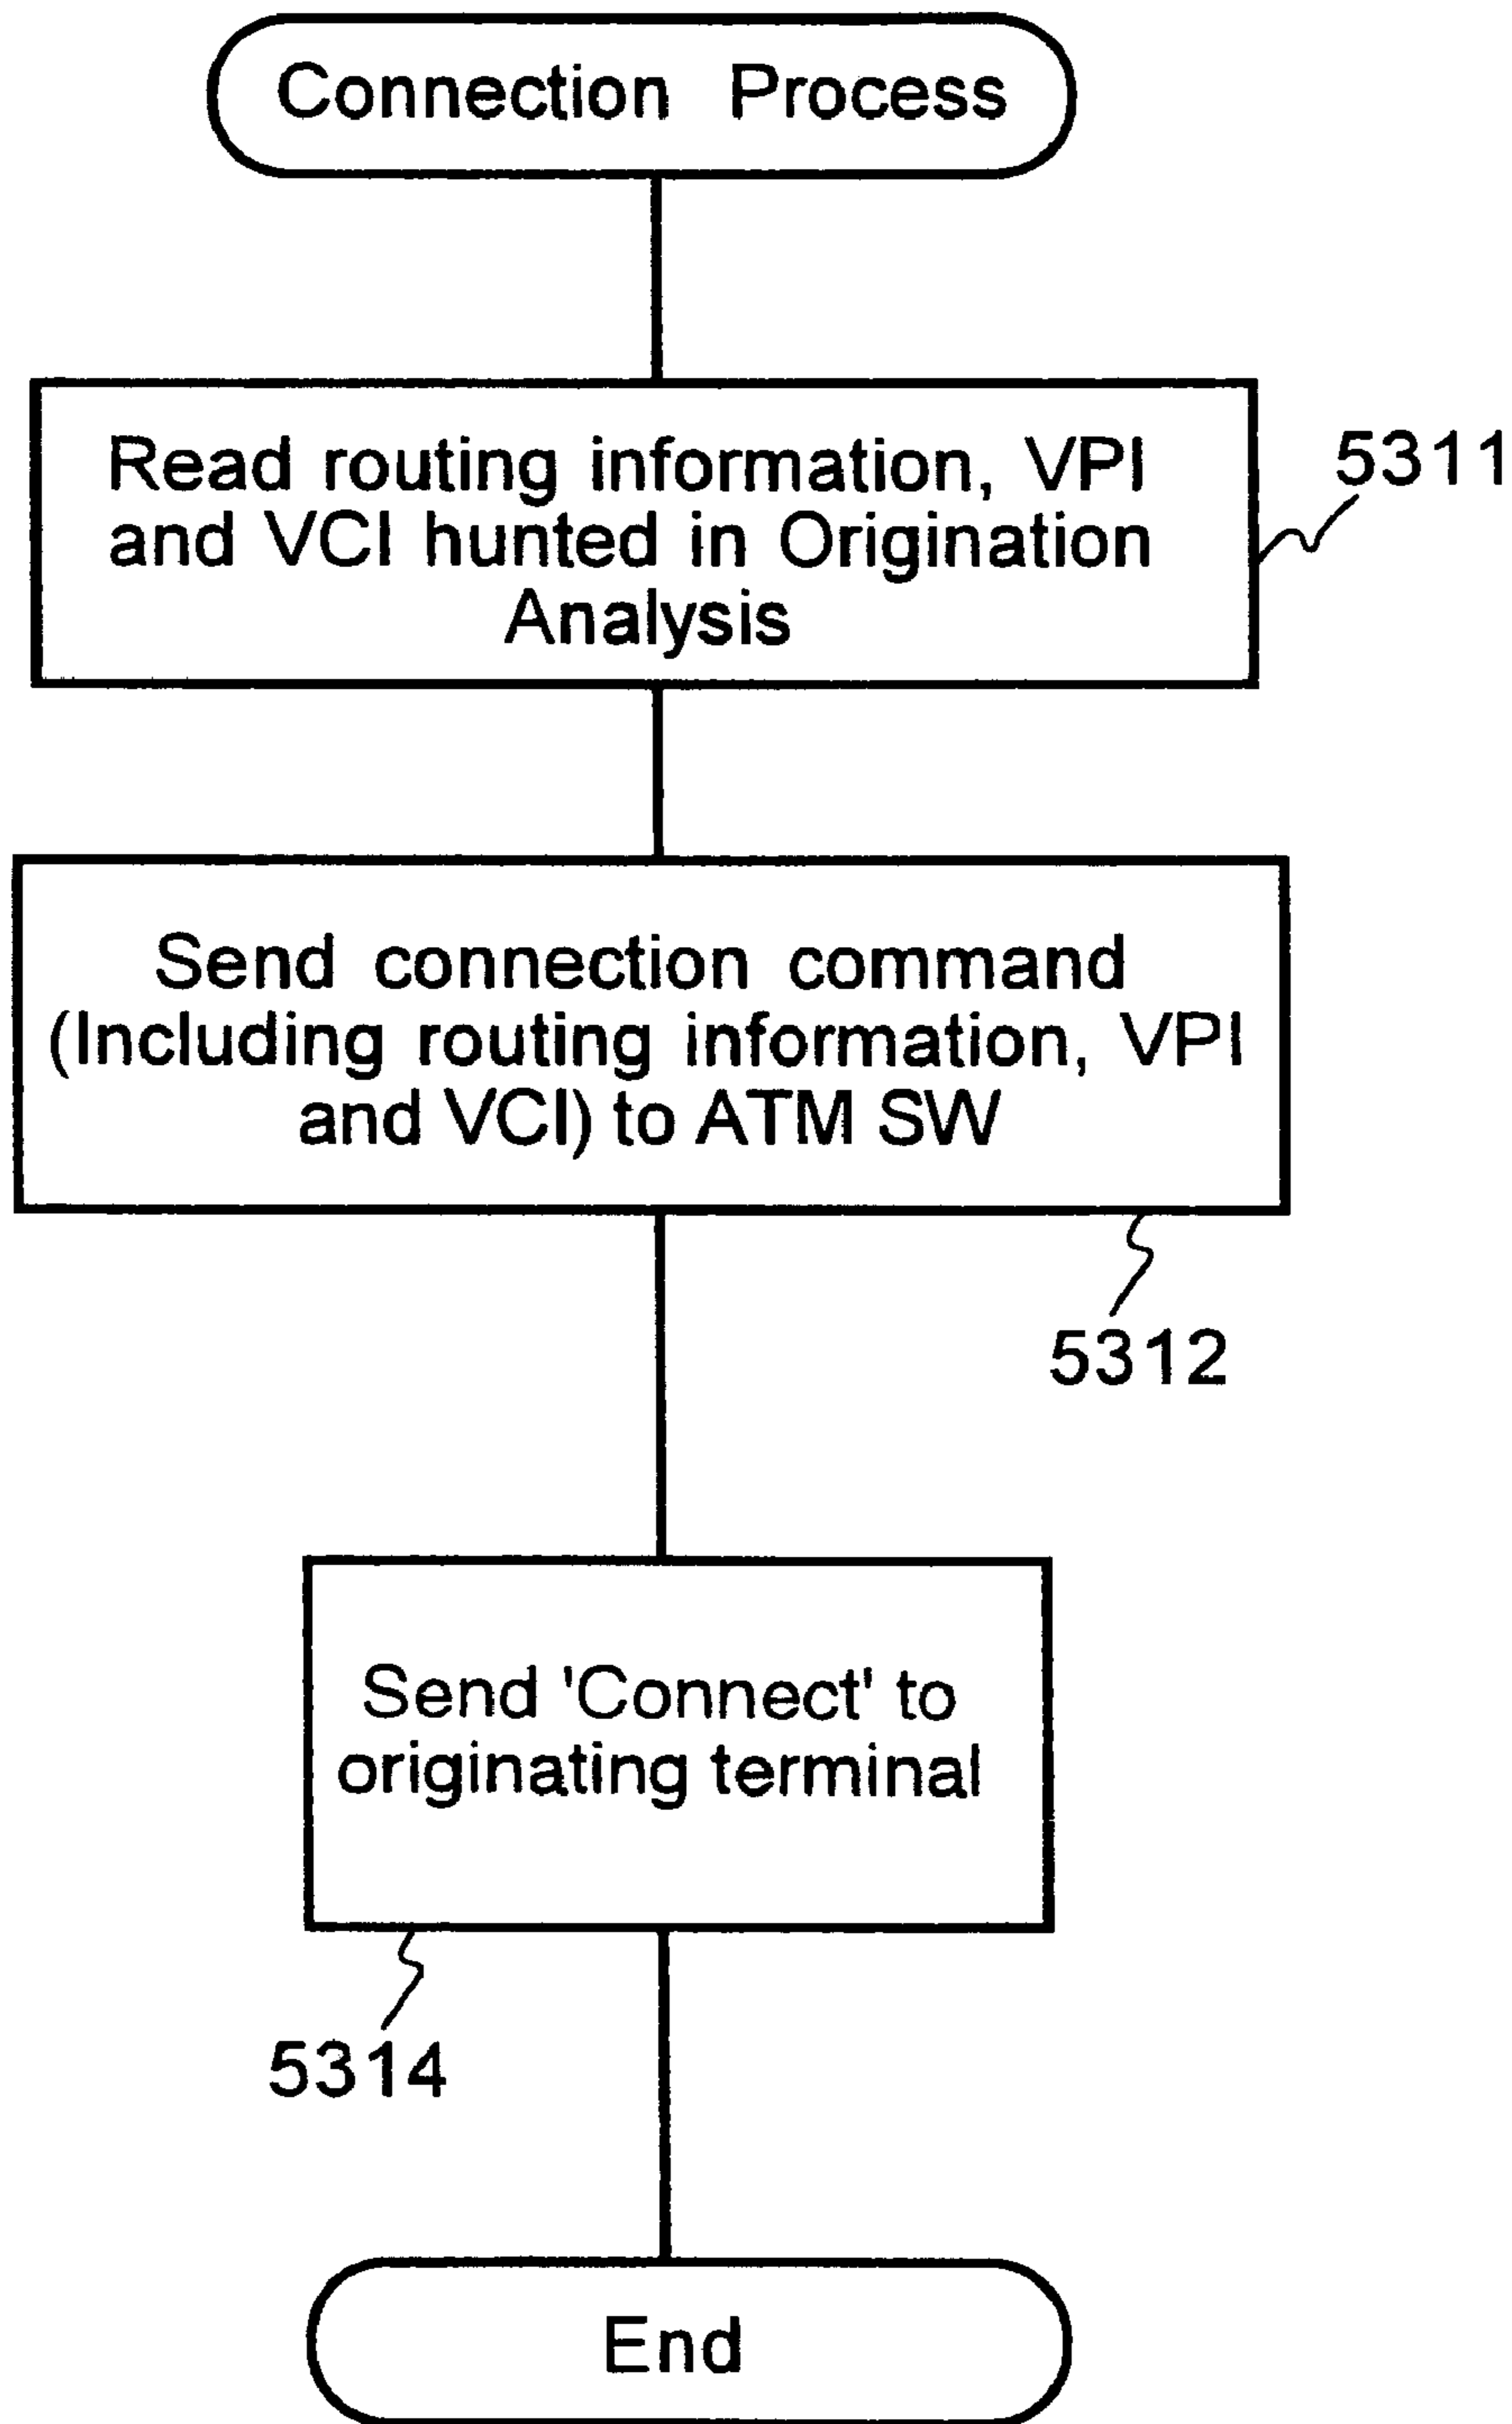 Connection Process
Read routing information, VPI
and VCI hunted in Origination
Analysis
5311
Send connection command
(Including routing information, VPI
and VCI) to ATM SW
5312
Send 'Connect' to
originating terminal
5314
End